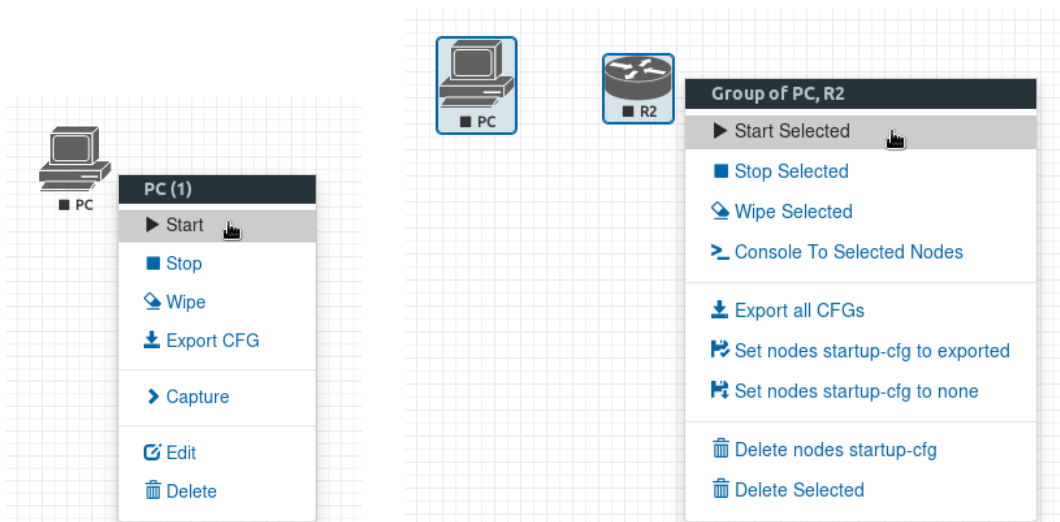 PC
PC (1)
Start
Stop
Wipe
Export CFG
Capture
Edit
Delete
PC
R2
Group of PC, R2
Start Selected
Stop Selected
Wipe Selected
Console To Selected Nodes
Export all CFGs
Set nodes startup-cfg to exported
Set nodes startup-cfg to none
Delete nodes startup-cfg
Delete Selected